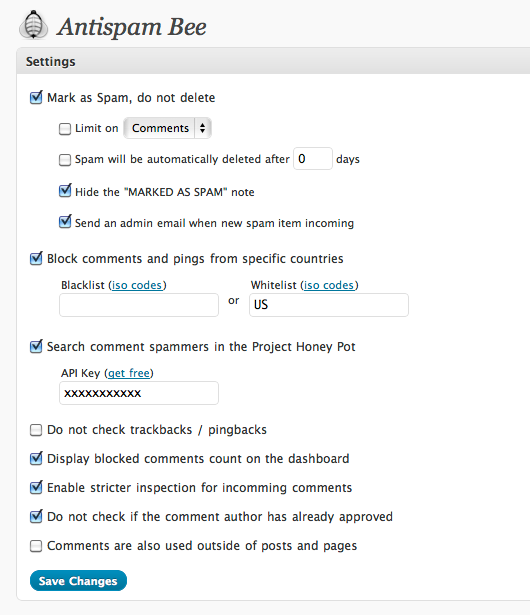 Antispam Bee
Settings
Mark as Spam, do not delete
Limit on Comments
Spam will be automatically deleted after 0 days
Hide the "MARKED AS SPAM" note
Send an admin email when new spam item incoming
Block comments and pings from specific countries
Blacklist (iso codes) Whitelist (iso codes)
or US
Search comment spammers in the Project Honey Pot
API Key (get free)
xxxxxxxxxxx
Do not check trackbacks / pingbacks
Display blocked comments count on the dashboard
Enable stricter inspection for incomming comments
Do not check if the comment author has already approved
Comments are also used outside of posts and pages
Save Changes